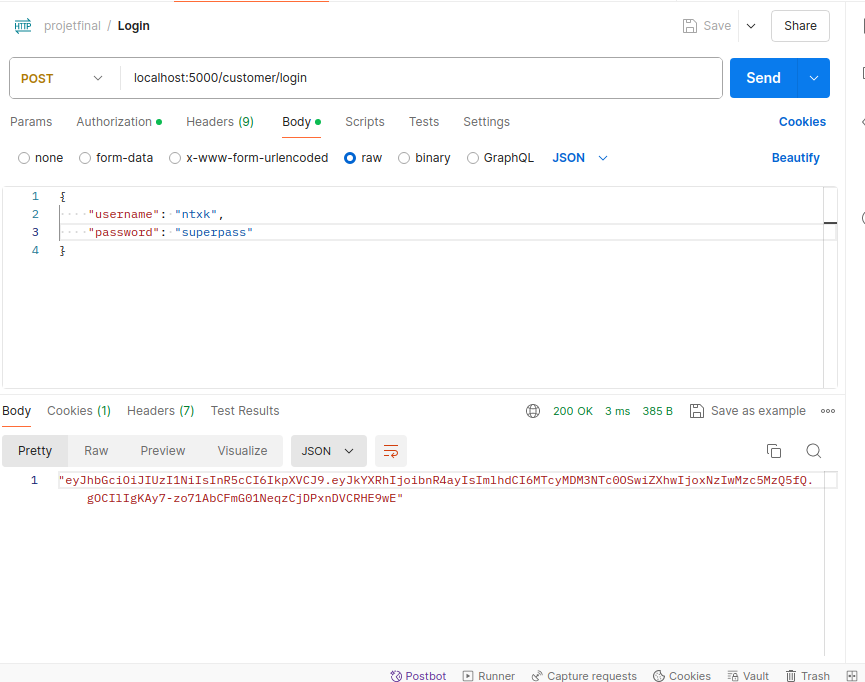 HTTP projetfinal / Login Save Share
POST localhost:5000/customer/login Send
Params Authorization Headers (9) Body Scripts Tests Settings Cookies
none form-data x-www-form-urlencoded raw binary GraphQL JSON Beautify
1 {
2 "username": "ntxk",
3 "password": "superpass"
4 }
Body Cookies (1) Headers (7) Test Results 200 OK 3 ms 385 B Save as example
Pretty Raw Preview Visualize JSON
1 "eyJhbGciOiJIUzI1NiIsInR5cCI6IkpXVCJ9.eyJkYXRhIjoibnR4ayIsImlhdCI6MTcyMDM3NTc0OSwiZXhwIjoxNzIwMzc5MzQ5fQ.
gOCIlIgKAy7-zo71AbCFmG01NeqzCjDPxnDVCRHE9wE"
Postbot Runner Capture requests Cookies Vault Trash